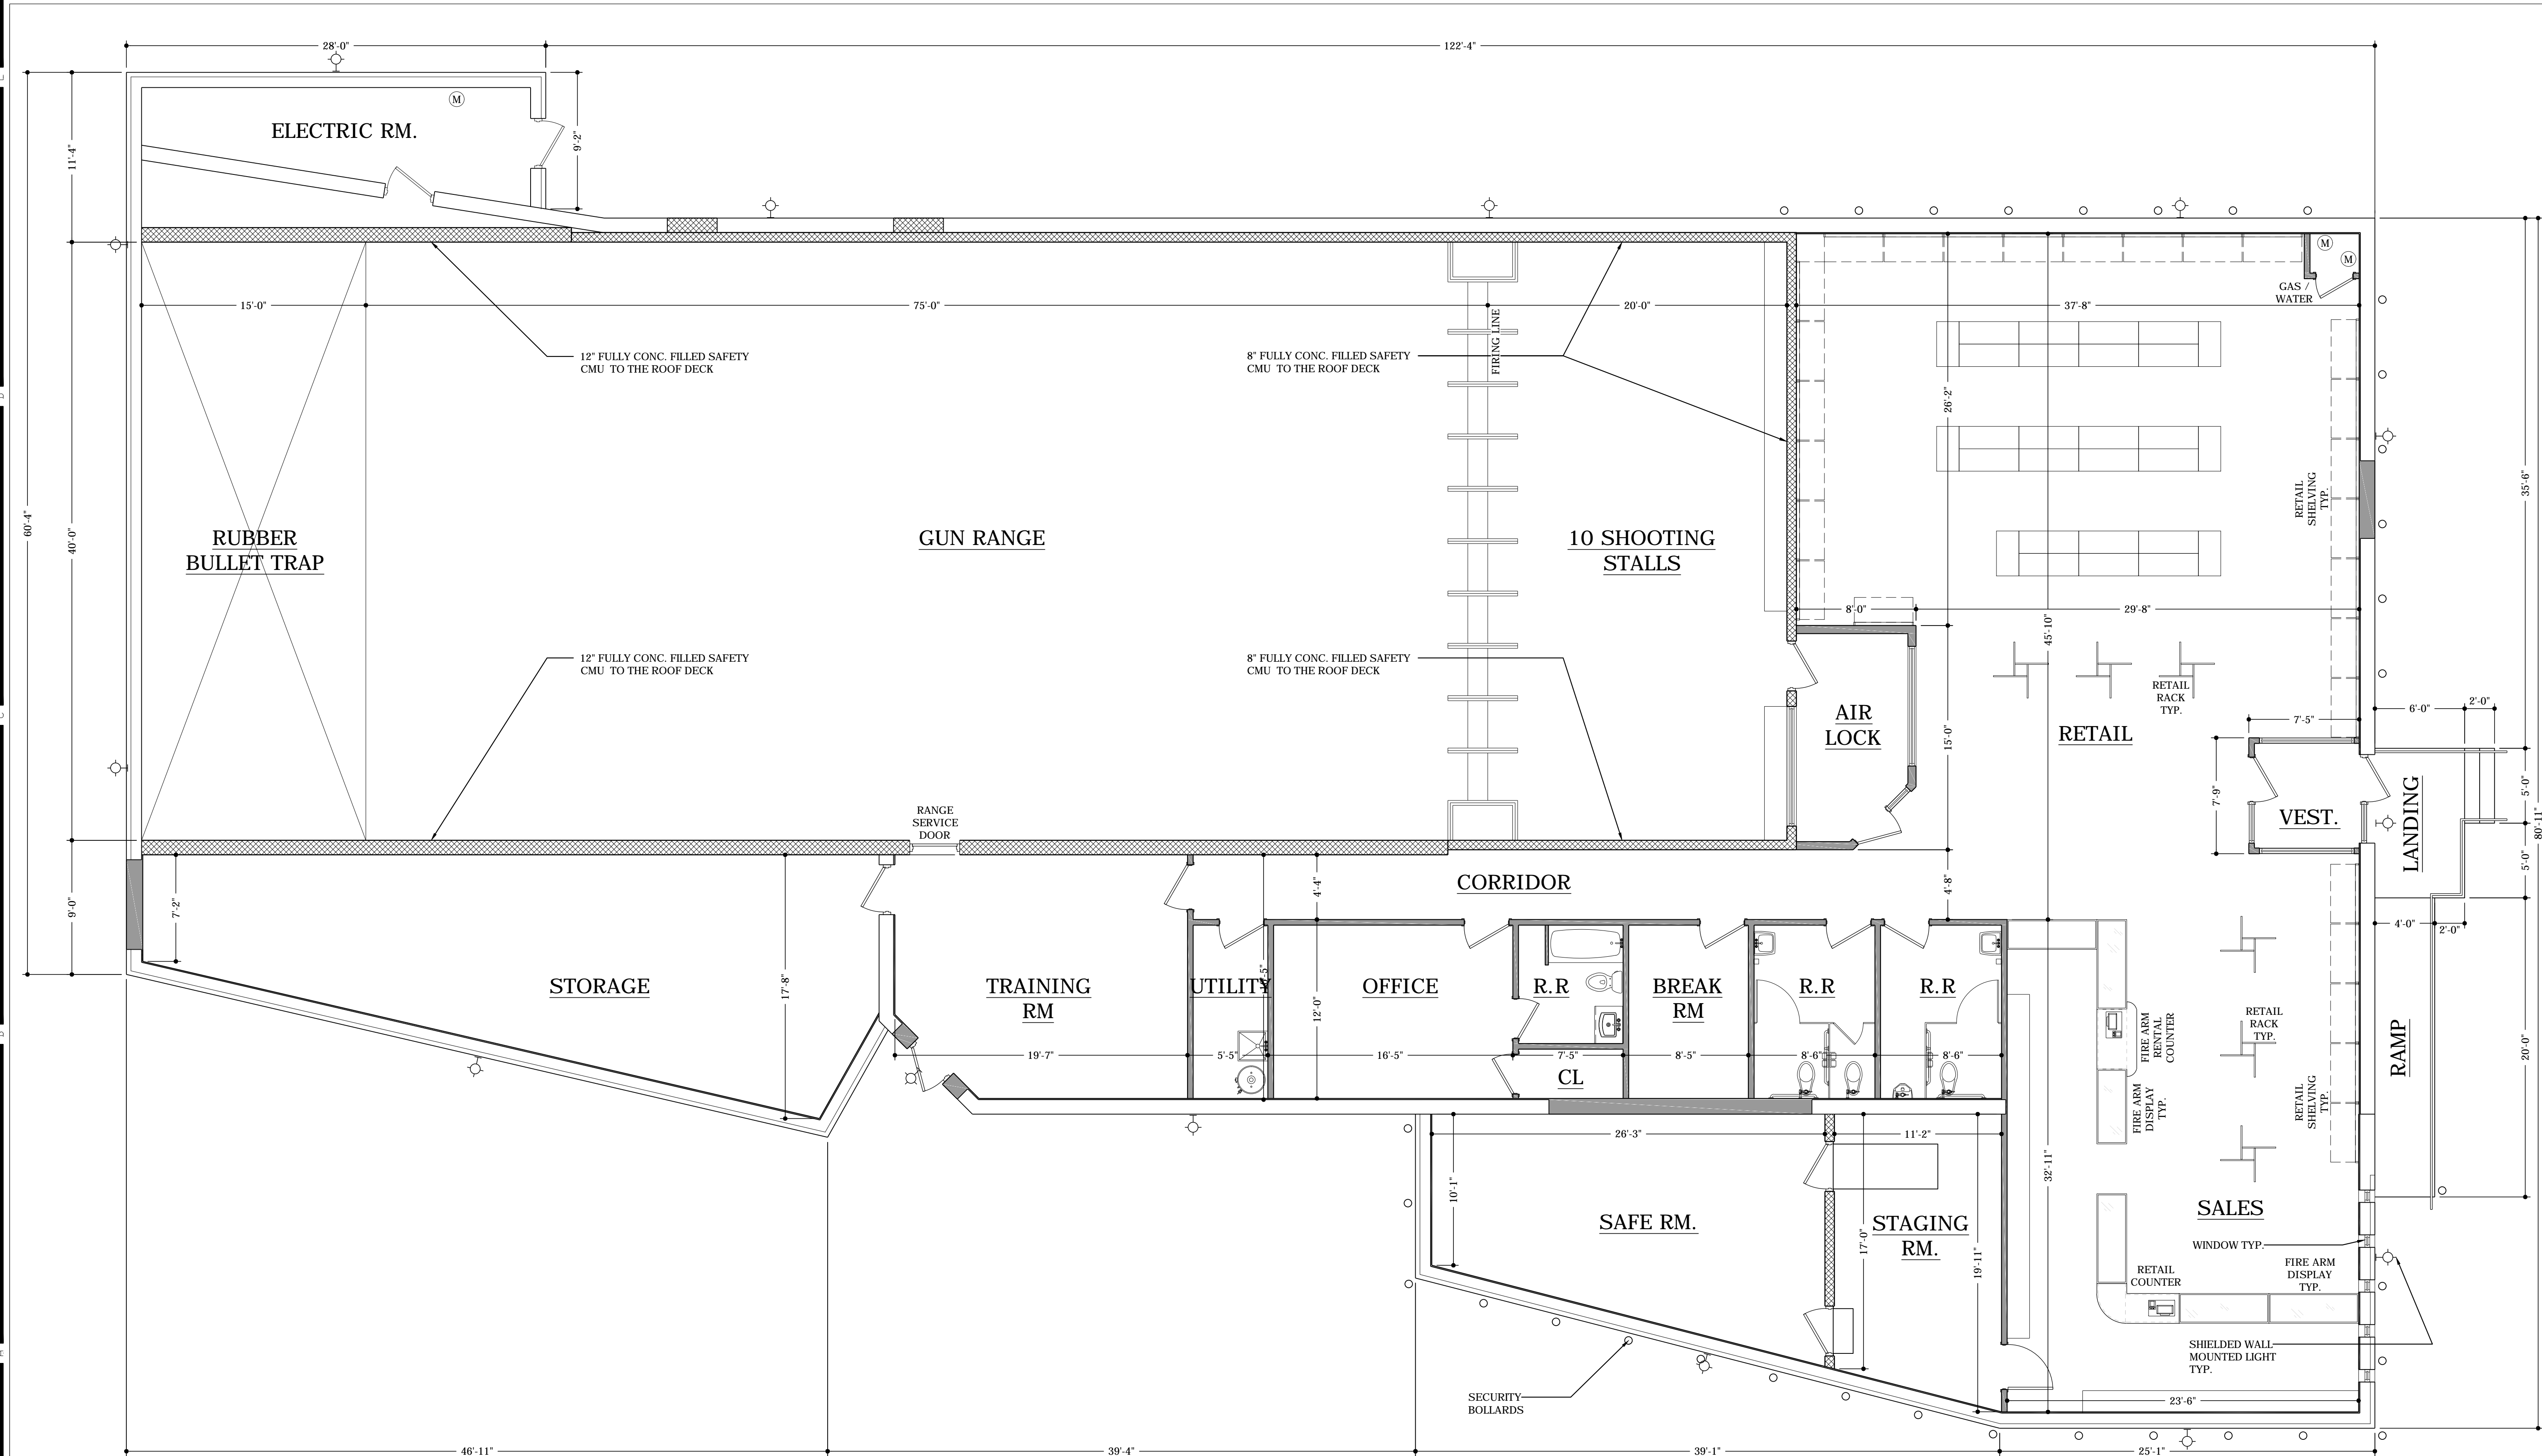 28'-0"
122'-4"
M
ELECTRIC RM.
9'-2"
11'-4"
M
M
GAS /
WATER
15'-0"
75'-0"
20'-0"
37'-8"
FIRING LINE
12" FULLY CONC. FILLED SAFETY
CMU TO THE ROOF DECK
8" FULLY CONC. FILLED SAFETY
CMU TO THE ROOF DECK
26'-2"
60'-4"
40'-0"
35'-6"
RETAIL
SHELVING
TYP.
RUBBER
BULLET TRAP
GUN RANGE
10 SHOOTING
STALLS
8'-0"
29'-8"
45'-10"
12" FULLY CONC. FILLED SAFETY
CMU TO THE ROOF DECK
8" FULLY CONC. FILLED SAFETY
CMU TO THE ROOF DECK
RETAIL
RACK
TYP.
AIR
LOCK
15'-0"
RETAIL
7'-5"
6'-0"
2'-0"
7'-9"
VEST.
LANDING
5'-0"
80'-11"
5'-0"
RANGE
SERVICE
DOOR
CORRIDOR
4'-4"
4'-8"
9'-0"
7'-2"
4'-0"
2'-0"
17'-8"
STORAGE
TRAINING
RM
UTILITY
OFFICE
12'-0"
R.R
BREAK
RM
R.R
R.R
19'-7"
5'-5"
16'-5"
7'-5"
8'-5"
8'-6"
8'-6"
CL
FIRE ARM
RENTAL
COUNTER
RETAIL
RACK
TYP.
RAMP
20'-0"
FIRE ARM
DISPLAY
TYP.
RETAIL
SHELVING
TYP.
26'-3"
11'-2"
10'-1"
32'-11"
SAFE RM.
STAGING
RM.
17'-0"
19'-11"
SALES
WINDOW TYP.
RETAIL
COUNTER
FIRE ARM
DISPLAY
TYP.
SHIELDED WALL
MOUNTED LIGHT
TYP.
SECURITY
BOLLARDS
23'-6"
46'-11"
39'-4"
39'-1"
25'-1"